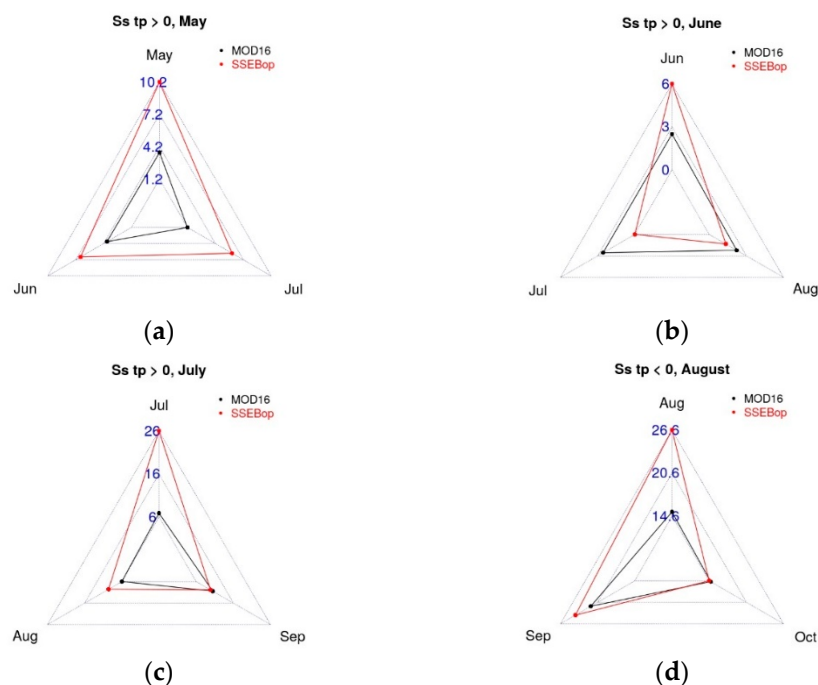 Ss tp > 0, May
MOD16
SSEBop
May
10.2
7.2
4.2
1.2
Jun
Jul
(a)
Ss tp > 0, June
MOD16
SSEBop
Jun
6
3
0
Jul
Aug
(b)
Ss tp > 0, July
MOD16
SSEBop
Jul
26
16
6
Aug
Sep
(c)
Ss tp < 0, August
MOD16
SSEBop
Aug
26.6
20.6
14.6
Sep
Oct
(d)